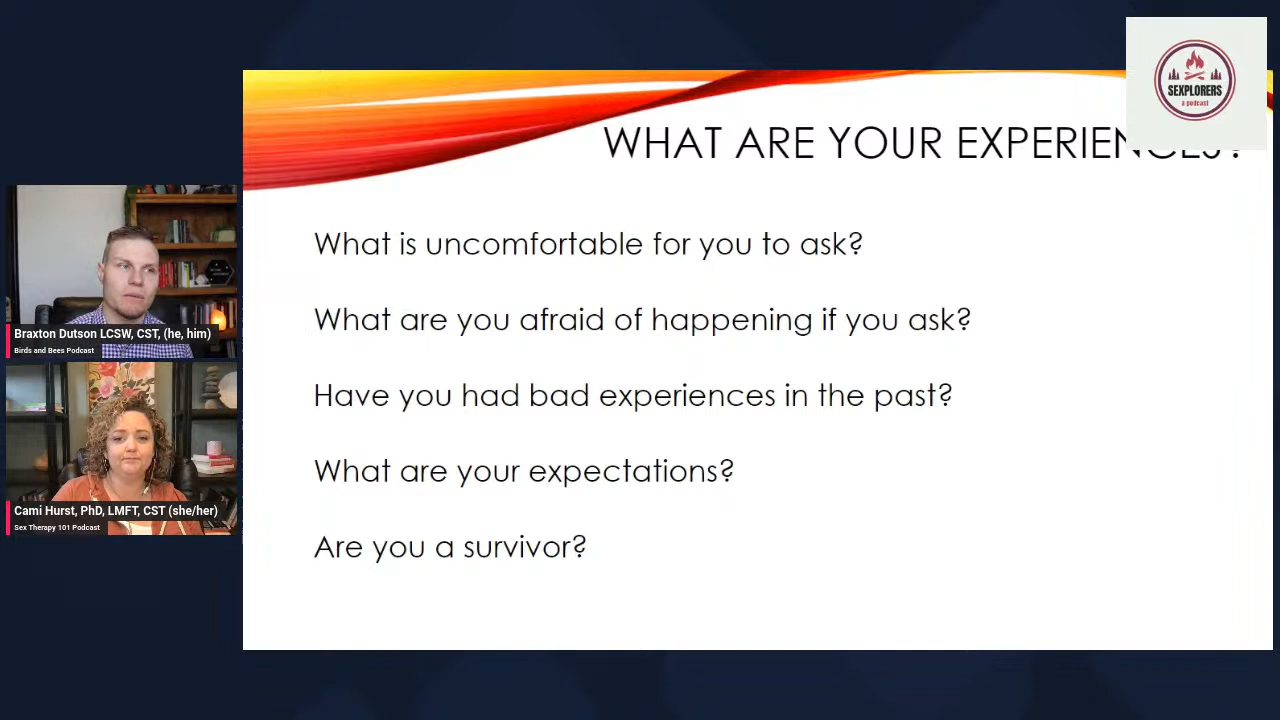 SEXPLORERS
a podcast
WHAT ARE YOUR EXPERIENCES?
What is uncomfortable for you to ask?
What are you afraid of happening if you ask?
Have you had bad experiences in the past?
What are your expectations?
Are you a survivor?
Braxton Dutson LCSW, CST, (he, him)
Birds and Bees Podcast
Cami Hurst, PhD, LMFT, CST (she/her)
Sex Therapy 101 Podcast